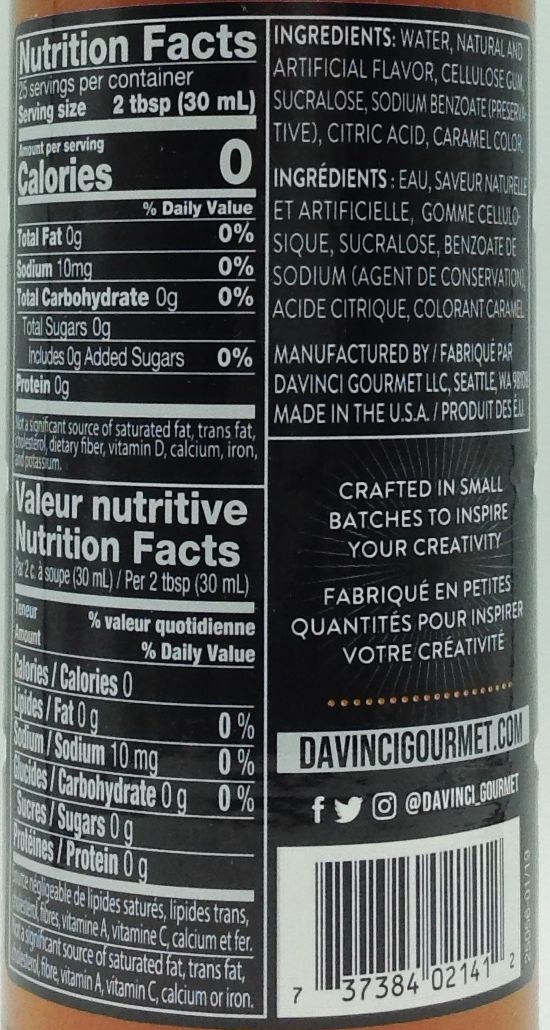 Nutrition Facts
25 servings per container
Serving size 2 tbsp (30 mL)
Amount per serving
Calories 0
% Daily Value
Total Fat 0g 0%
Sodium 10mg 0%
Total Carbohydrate 0g 0%
Total Sugars 0g
Includes 0g Added Sugars 0%
Protein 0g
Not a significant source of saturated fat, trans fat,
cholesterol, dietary fiber, vitamin D, calcium, iron,
and potassium.
Valeur nutritive
Nutrition Facts
Par 2 c. à soupe (30 mL) / Per 2 tbsp (30 mL)
Teneur % valeur quotidienne
Amount % Daily Value
Calories / Calories 0
Lipides / Fat 0 g 0 %
Sodium / Sodium 10 mg 0 %
Glucides / Carbohydrate 0 g 0 %
Sucres / Sugars 0 g
Protéines / Protein 0 g
négligeable de lipides saturés, lipides trans,
fibres, vitamine A, vitamine C, calcium et fer.
Not a significant source of saturated fat, trans fat,
cholesterol, fibre, vitamin A, vitamin C, calcium or iron.
INGREDIENTS: WATER, NATURAL AND
ARTIFICIAL FLAVOR, CELLULOSE GUM,
SUCRALOSE, SODIUM BENZOATE (PRESERVA-
TIVE), CITRIC ACID, CARAMEL COLOR.
INGRÉDIENTS : EAU, SAVEUR NATURELLE
ET ARTIFICIELLE, GOMME CELLULO-
SIQUE, SUCRALOSE, BENZOATE DE
SODIUM (AGENT DE CONSERVATION),
ACIDE CITRIQUE, COLORANT CARAMEL.
MANUFACTURED BY / FABRIQUÉ PAR
DAVINCI GOURMET LLC, SEATTLE, WA 98108
MADE IN THE U.S.A. / PRODUIT DES É.U.
CRAFTED IN SMALL
BATCHES TO INSPIRE
YOUR CREATIVITY
FABRIQUÉ EN PETITES
QUANTITÉS POUR INSPIRER
VOTRE CRÉATIVITÉ
DAVINCIGOURMET.COM
@DAVINCI_GOURMET
7 37384 02141 2
25056-01/19